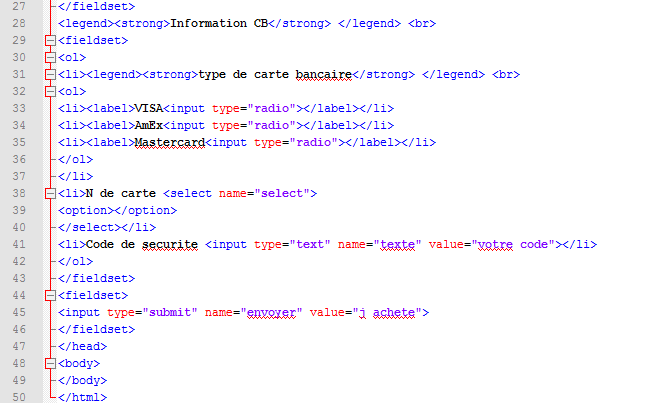 27 </fieldset>
28 <legend><strong>Information CB</strong> </legend> <br>
29 <fieldset>
30 <ol>
31 <li><legend><strong>type de carte bancaire</strong> </legend> <br>
32 <ol>
33 <li><label>VISA<input type="radio"></label></li>
34 <li><label>AmEx<input type="radio"></label></li>
35 <li><label>Mastercard<input type="radio"></label></li>
36 </ol>
37 </li>
38 <li>N de carte <select name="select">
39 <option></option>
40 </select></li>
41 <li>Code de securite <input type="text" name="texte" value="votre code"></li>
42 </ol>
43 </fieldset>
44 <fieldset>
45 <input type="submit" name="envoyer" value="j achete">
46 </fieldset>
47 </head>
48 <body>
49 </body>
50 </html>